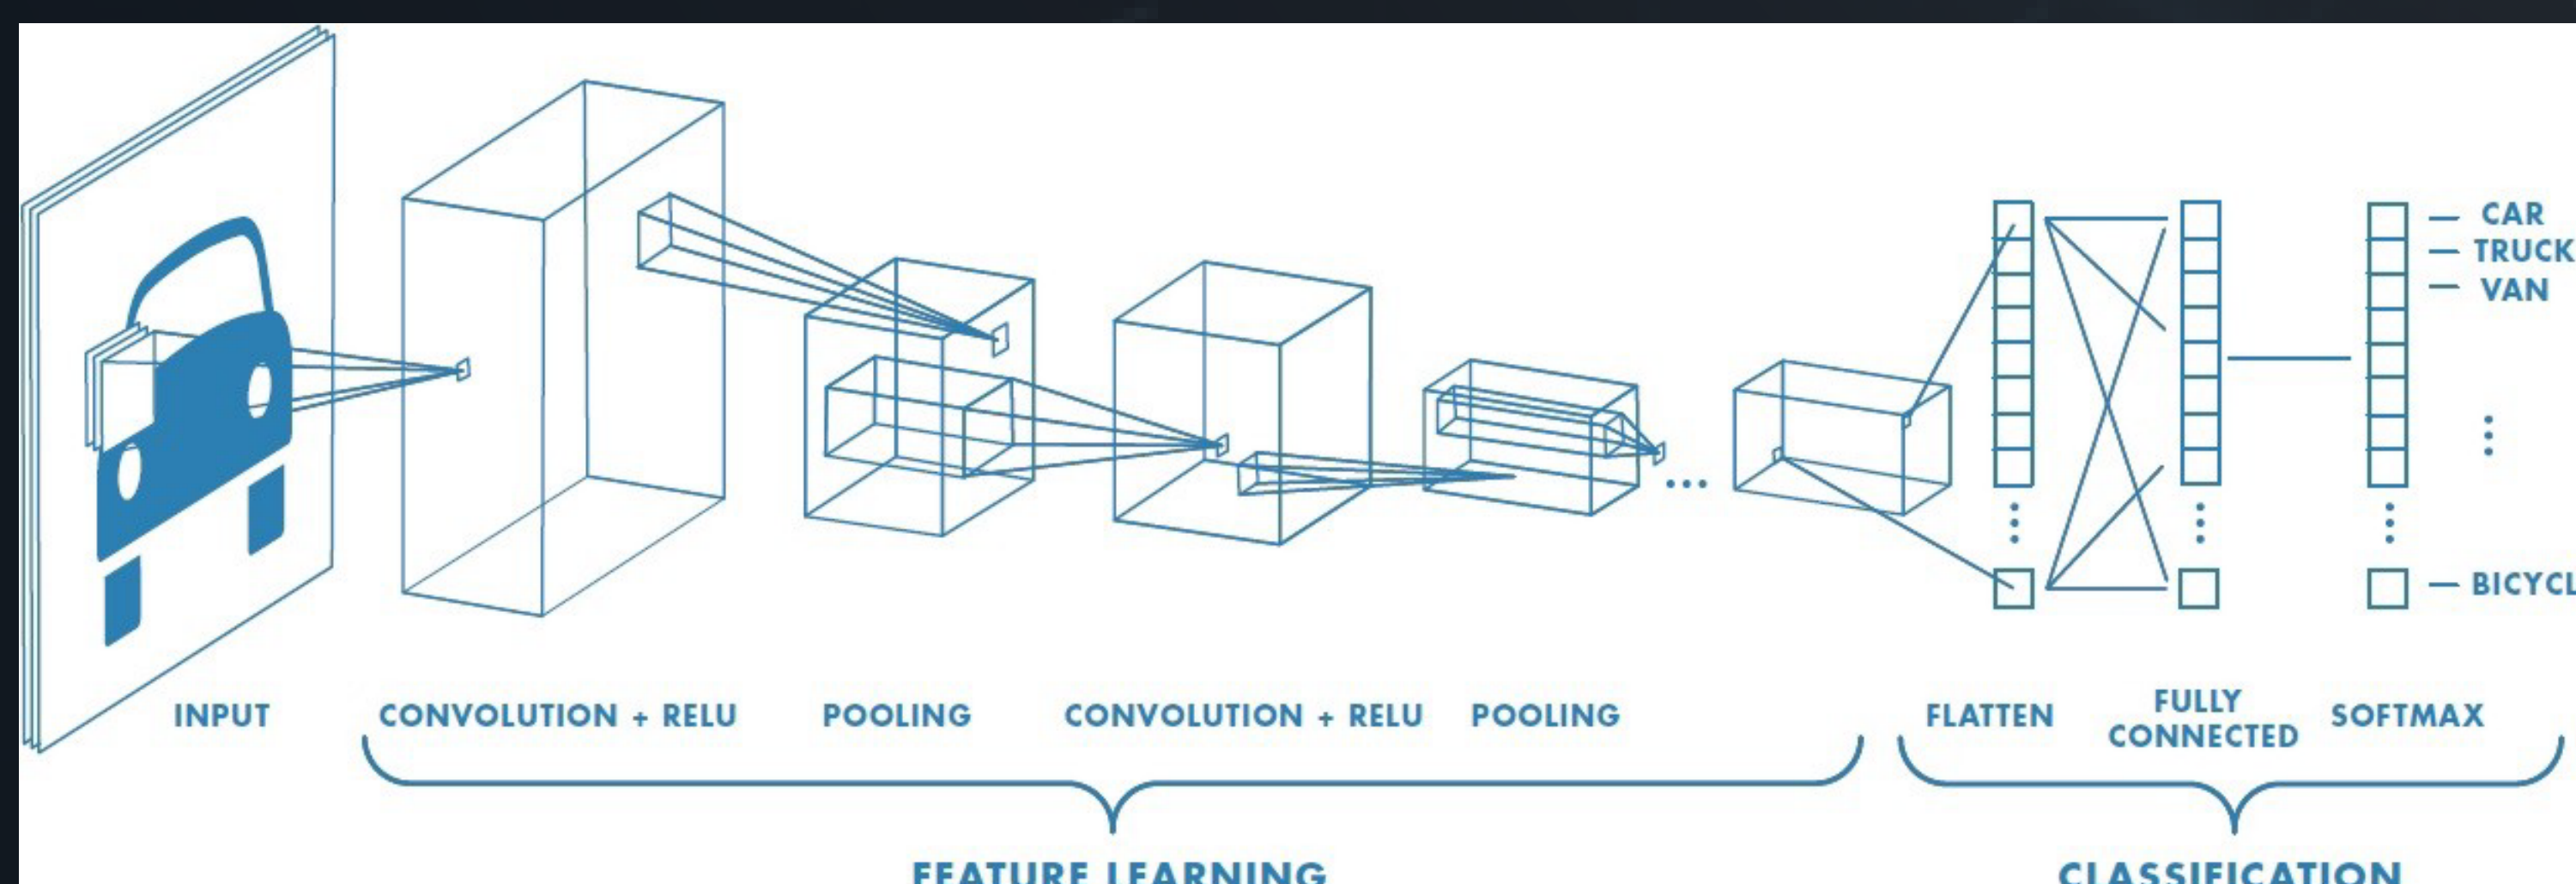 CAR
TRUCK
VAN
BICYCL
INPUT
CONVOLUTION + RELU
POOLING
CONVOLUTION + RELU
POOLING
FLATTEN
FULLY
CONNECTED
SOFTMAX
FEATURE LEARNING
CLASSIFICATION